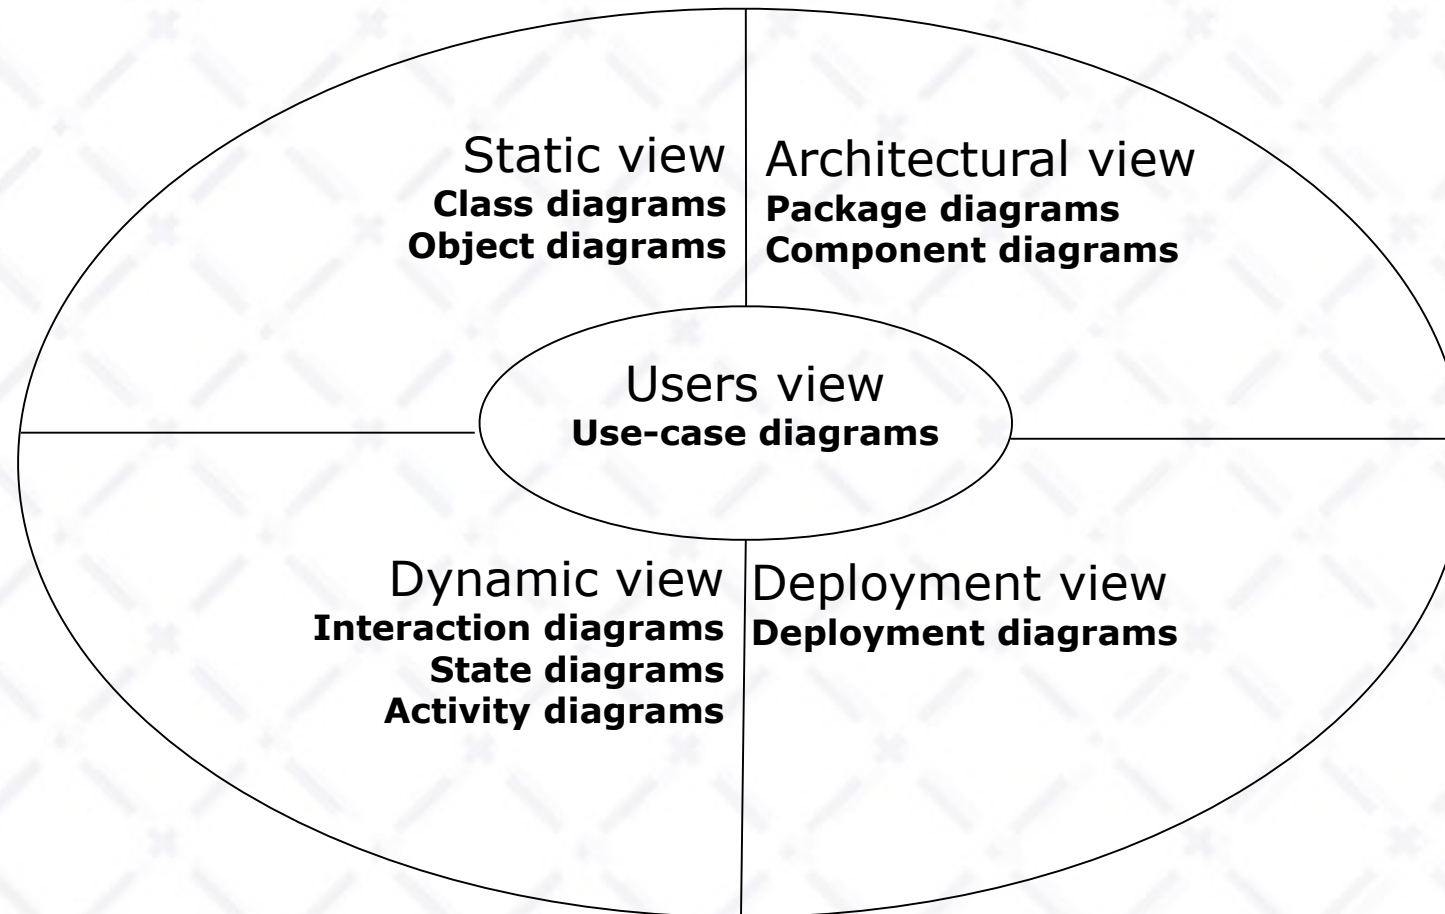 Static view
Class diagrams
Object diagrams
Architectural view
Package diagrams
Component diagrams
Users view
Use-case diagrams
Dynamic view
Interaction diagrams
State diagrams
Activity diagrams
Deployment view
Deployment diagrams